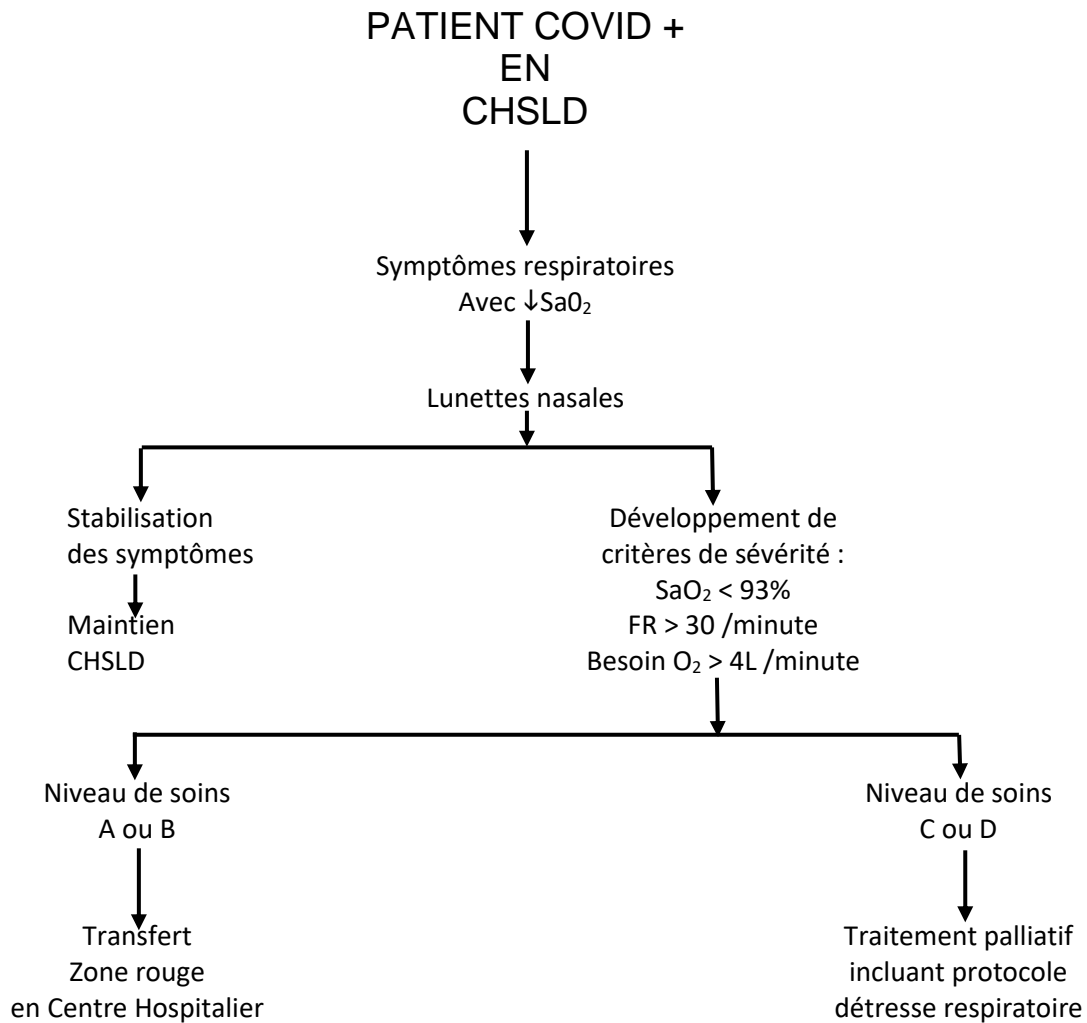 PATIENT COVID +
EN
CHSLD
Symptômes respiratoires
Avec ↓Sa0₂
Lunettes nasales
Stabilisation
des symptômes
Maintien
CHSLD
Développement de
critères de sévérité :
SaO₂ < 93%
FR > 30 /minute
Besoin O₂ > 4L /minute
Niveau de soins
A ou B
Transfert
Zone rouge
en Centre Hospitalier
Niveau de soins
C ou D
Traitement palliatif
incluant protocole
détresse respiratoire